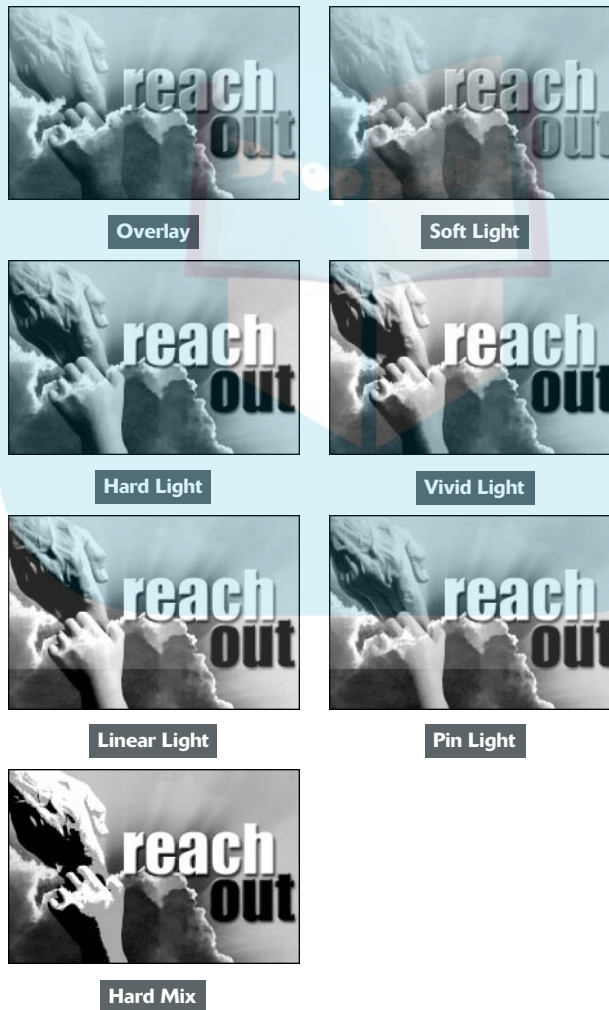 reach
out
reach
out
Overlay
Soft Light
reach
out
reach
out
Hard Light
Vivid Light
reach
out
reach
out
Linear Light
Pin Light
reach
out
Hard Mix